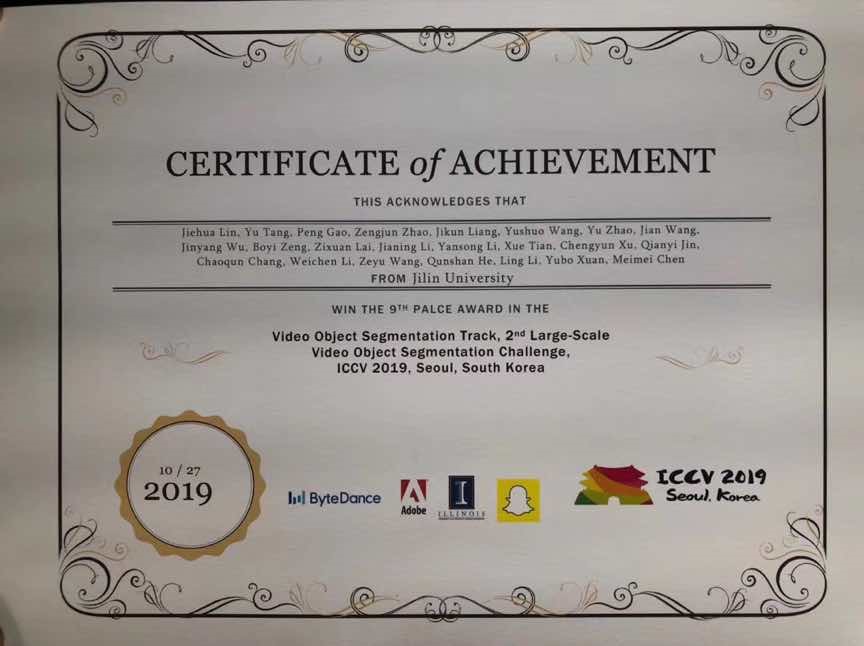 CERTIFICATE of ACHIEVEMENT
THIS ACKNOWLEDGES THAT
Jiehua Lin, Yu Tang, Peng Gao, Zengjun Zhao, Jikun Liang, Yushuo Wang, Yu Zhao, Jian Wang,
Jinyang Wu, Boyi Zeng, Zixuan Lai, Jianing Li, Yansong Li, Xue Tian, Chengyun Xu, Qianyi Jin,
Chaoqun Chang, Weichen Li, Zeyu Wang, Qunshan He, Ling Li, Yubo Xuan, Meimei Chen
FROM Jilin University
WIN THE 9TH PALCE AWARD IN THE
Video Object Segmentation Track, 2nd Large-Scale
Video Object Segmentation Challenge,
ICCV 2019, Seoul, South Korea
10 / 27
2019
ByteDance
Adobe
I
ILLINOIS
ICCV 2019
Seoul, Korea